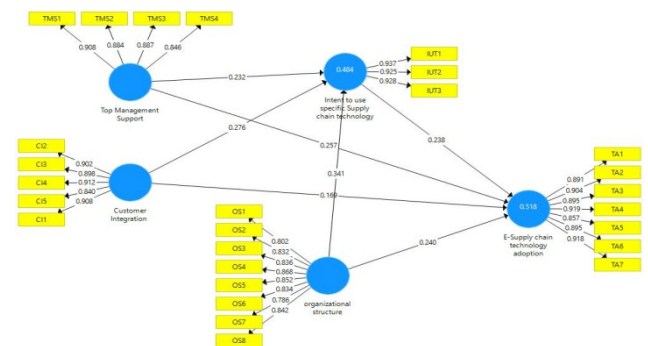 TMS1 TMS2 TMS3 TMS4
0.908 0.884 0.887 0.846
Top Management
Support
0.232
0.276
0.257
0.464
Intent to use
specific Supply
chain technology
0.937 IUT1
0.925 IUT2
0.928 IUT3
CI2
CI3
CI4
CI5
CI1
0.902
0.898
0.912
0.840
0.908
Customer
Integration
0.341
0.238
0.169
0.240
0.518
E-Supply chain
technology
adoption
0.891
0.904
0.895
0.919
0.857
0.895
0.918
TA1
TA2
TA3
TA4
TA5
TA6
TA7
OS1
OS2
OS3
OS4
OS5
OS6
OS7
OS8
0.802
0.832
0.836
0.868
0.852
0.834
0.786
0.842
organizational
structure